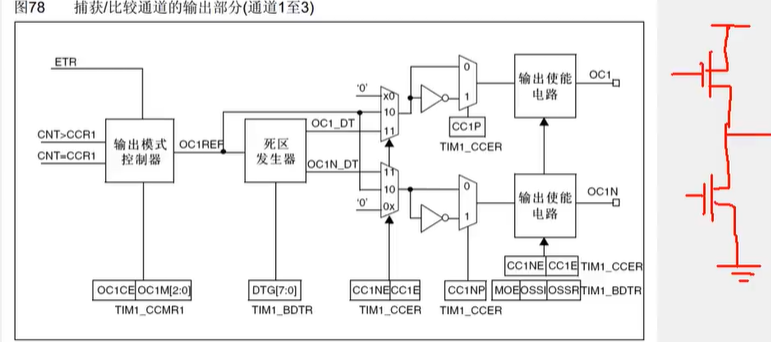 图78 捕获/比较通道的输出部分(通道1至3)
ETR
CNT>CCR1
CNT=CCR1
输出模式
控制器
OC1REF
死区
发生器
OC1_DT
OC1N_DT
'0'
x0
10
11
11
10
0x
'0'
0
1
CC1P
TIM1_CCER
输出使能
电路
OC1
0
1
输出使能
电路
OC1N
CC1NE CC1E TIM1_CCER
OC1CE OC1M[2:0]
TIM1_CCMR1
DTG[7:0]
TIM1_BDTR
CC1NE CC1E
TIM1_CCER
CC1NP
TIM1_CCER
MOE OSSI OSSR TIM1_BDTR